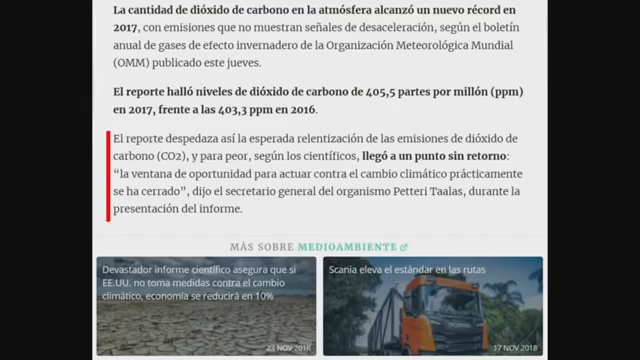 La cantidad de dióxido de carbono en la atmósfera alcanzó un nuevo récord en
2017, con emisiones que no muestran señales de desaceleración, según el boletín
anual de gases de efecto invernadero de la Organización Meteorológica Mundial
(OMM) publicado este jueves.
El reporte halló niveles de dióxido de carbono de 405,5 partes por millón (ppm)
en 2017, frente a las 403,3 ppm en 2016.
El reporte despedaza así la esperada relentización de las emisiones de dióxido de
carbono (CO2), y para peor, según los científicos, llegó a un punto sin retorno:
“la ventana de oportunidad para actuar contra el cambio climático prácticamente
se ha cerrado”, dijo el secretario general del organismo Petteri Taalas, durante la
presentación del informe.
MÁS SOBRE MEDIOAMBIENTE
Devastador informe científico asegura que si
EE.UU. no toma medidas contra el cambio
climático, economía se reducirá en 10%
23 NOV 2018
Scania eleva el estándar en las rutas
17 NOV 2018